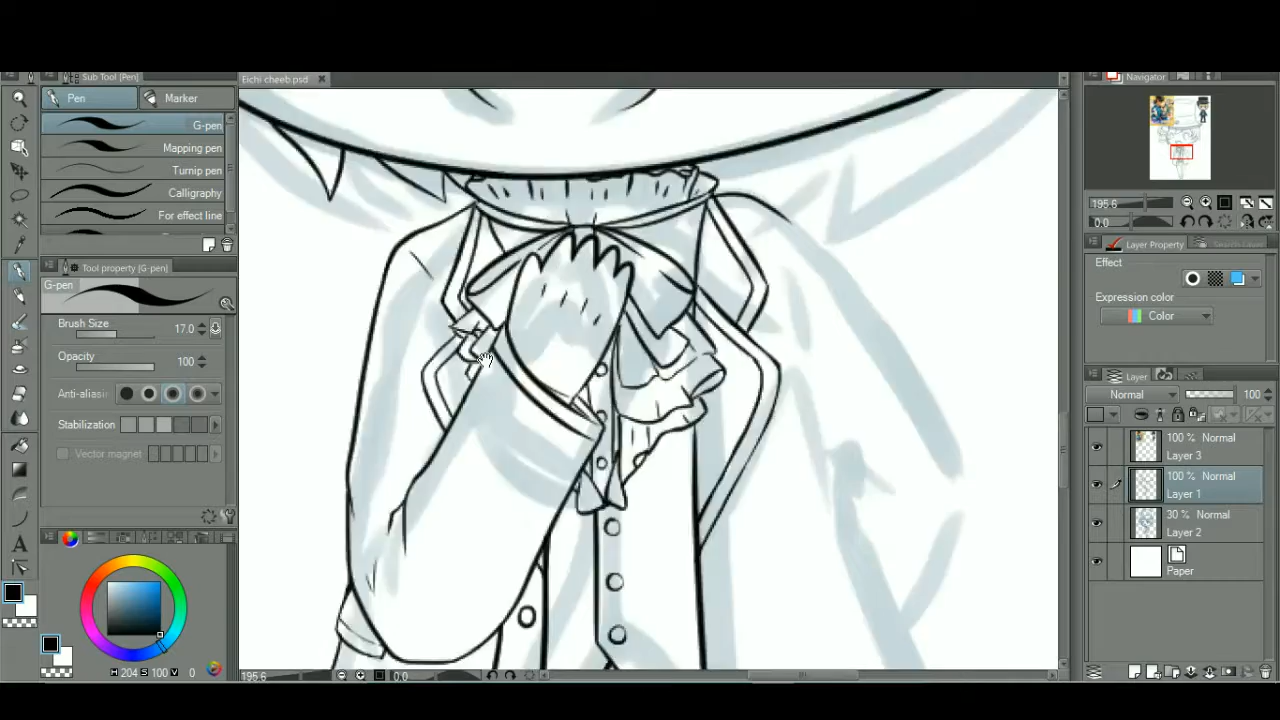 Sub Tool [Pen]
Eichi cheeb.psd
Navigator
Pen
Marker
G-pen
Mapping pen
Turnip pen
Calligraphy
For effect line
195.6
0.0
Tool property [G-pen]
G-pen
Brush Size 17.0
Opacity 100
Anti-aliasi
Stabilization
Vector magnet
Layer Property
Search Layer
Effect
Expression color
Color
Layer
Normal 100
100 % Normal
Layer 3
100 % Normal
Layer 1
30 % Normal
Layer 2
Paper
A
H 204 S 100 V 0
195.6 0.0